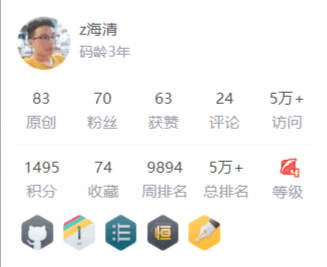 z海清
码龄3年
83 70 63 24 5万+
原创 粉丝 获赞 评论 访问
1495 74 9894 5万+
积分 收藏 周排名 总排名 等级